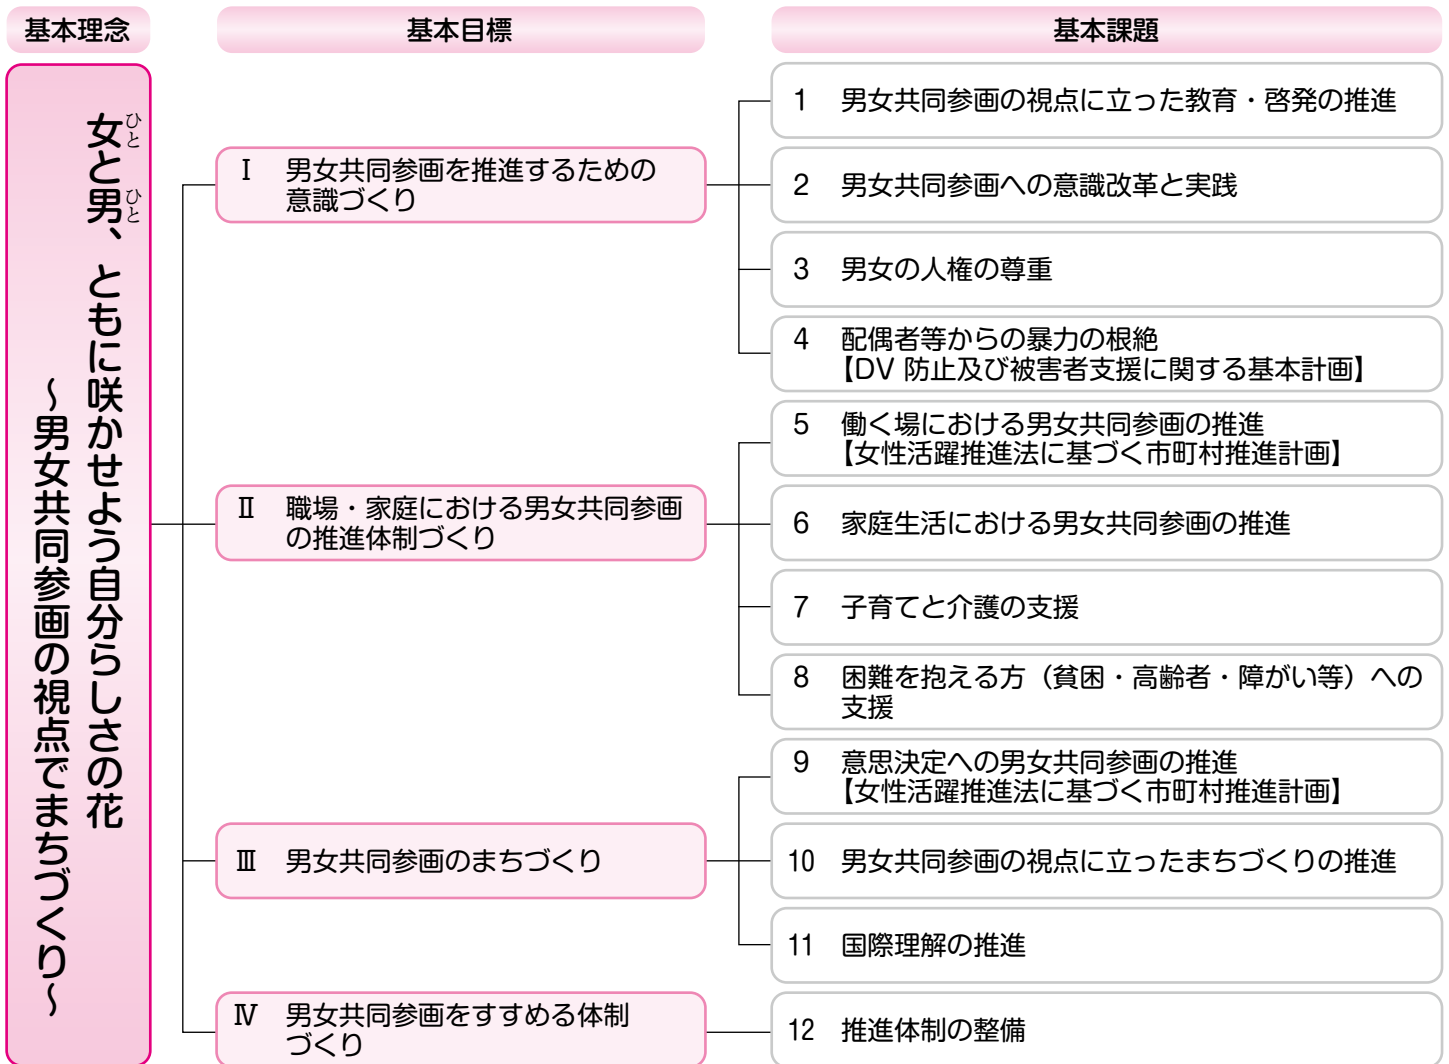 基本理念
基本目標
基本課題
女と男、ともに咲かせよう自分らしさの花
ひと
ひと
～男女共同参画の視点でまちづくり～
Ⅰ 男女共同参画を推進するための
意識づくり
1 男女共同参画の視点に立った教育・啓発の推進
2 男女共同参画への意識改革と実践
3 男女の人権の尊重
4 配偶者等からの暴力の根絶
【DV 防止及び被害者支援に関する基本計画】
Ⅱ 職場・家庭における男女共同参画
の推進体制づくり
5 働く場における男女共同参画の推進
【女性活躍推進法に基づく市町村推進計画】
6 家庭生活における男女共同参画の推進
7 子育てと介護の支援
8 困難を抱える方（貧困・高齢者・障がい等）への
支援
Ⅲ 男女共同参画のまちづくり
9 意思決定への男女共同参画の推進
【女性活躍推進法に基づく市町村推進計画】
10 男女共同参画の視点に立ったまちづくりの推進
11 国際理解の推進
Ⅳ 男女共同参画をすすめる体制
づくり
12 推進体制の整備